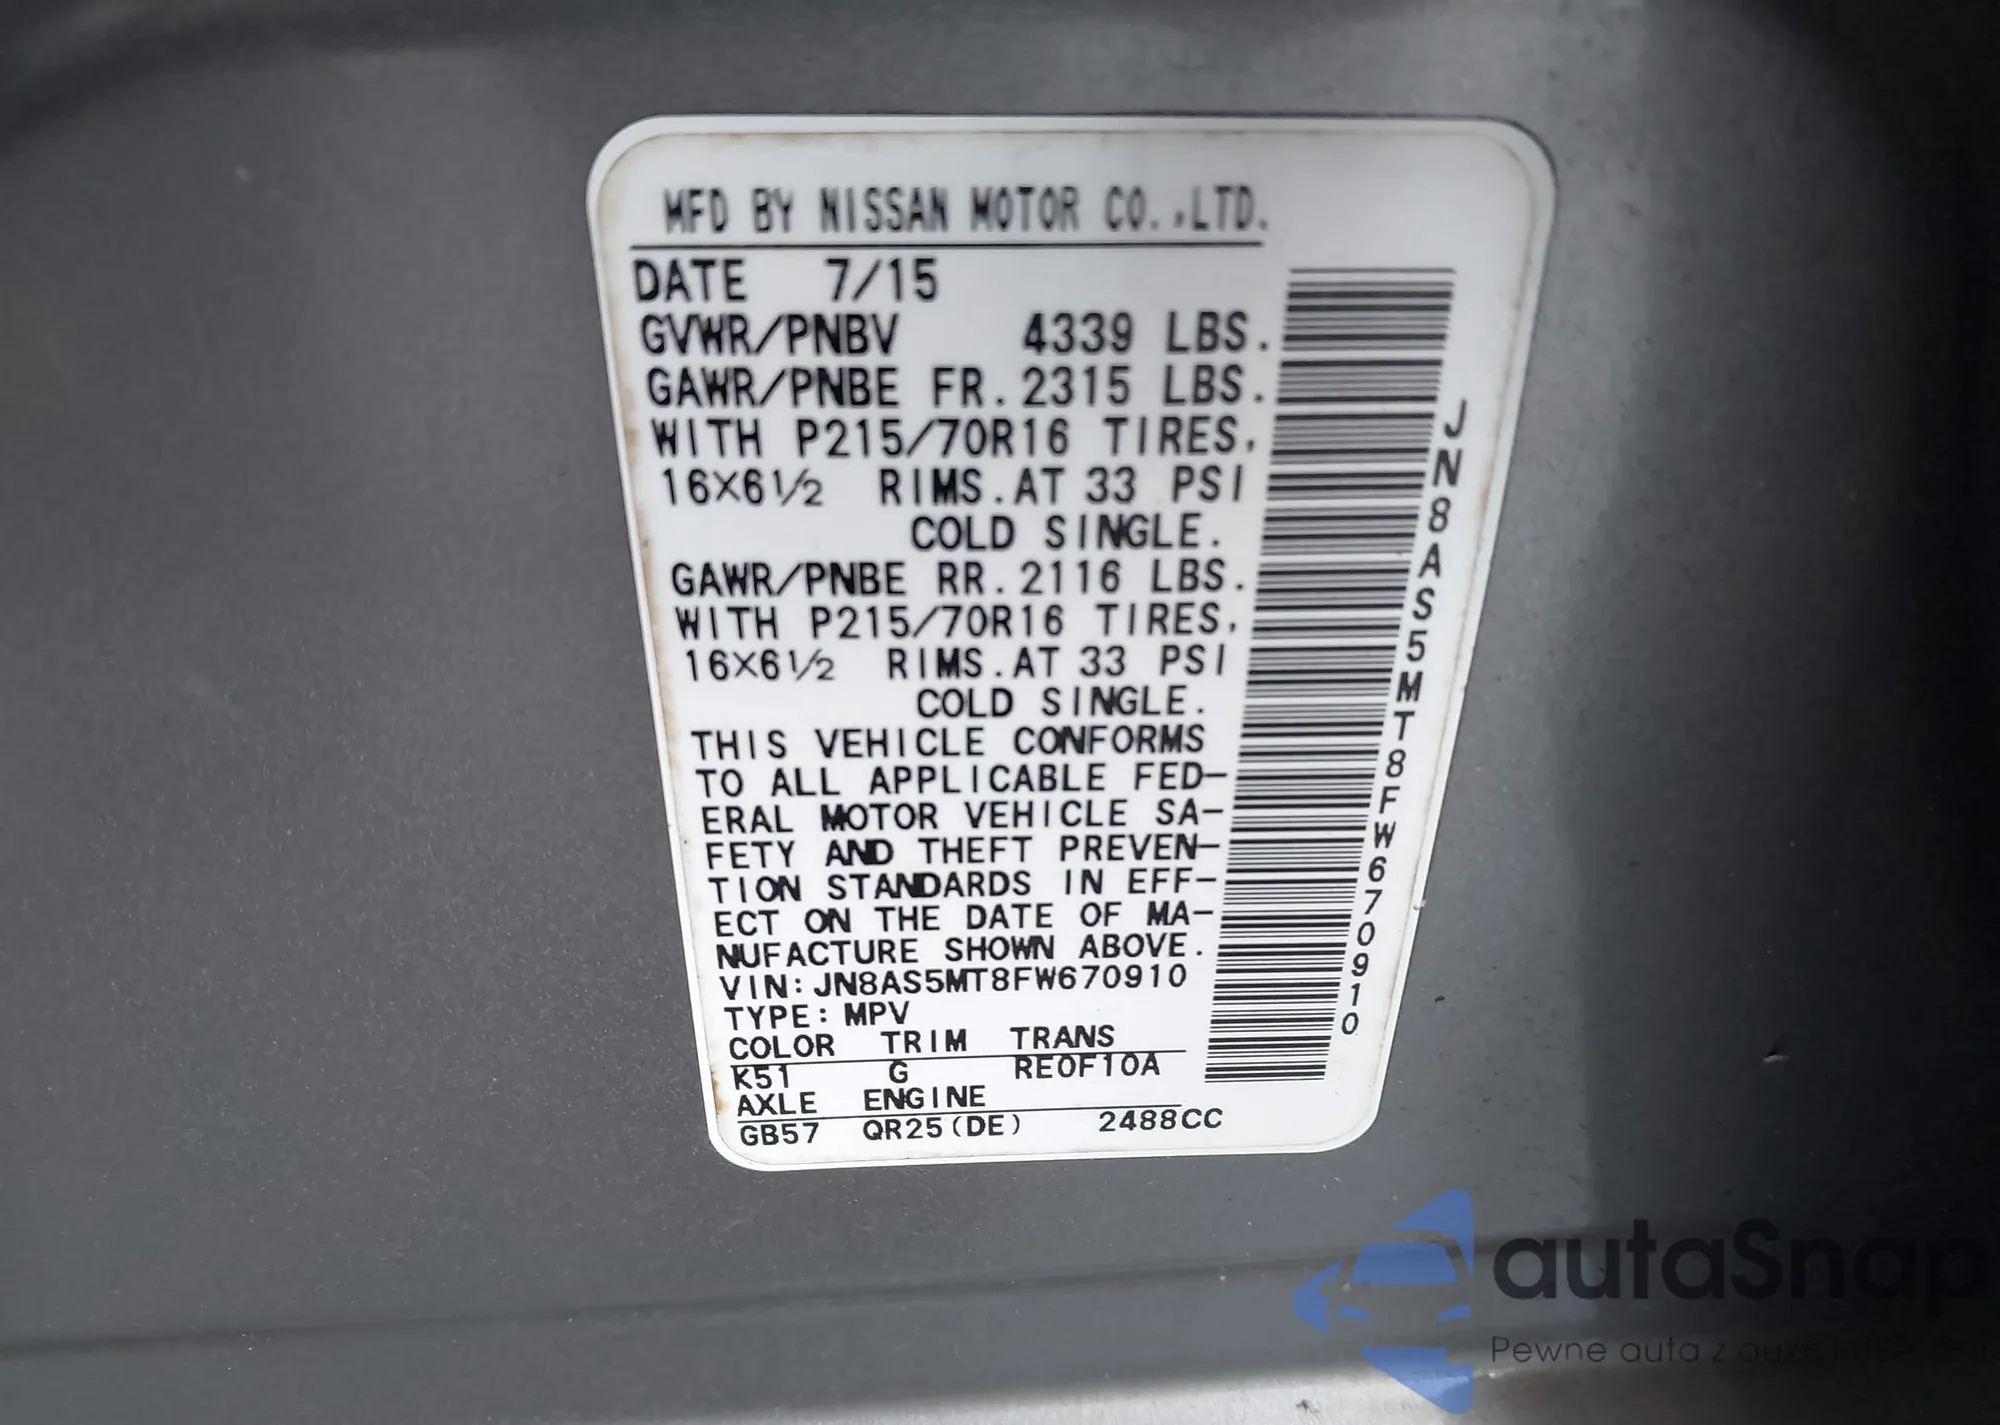 MFD BY NISSAN MOTOR CO.,LTD.
DATE 7/15
GVWR/PNBV 4339 LBS.
GAWR/PNBE FR. 2315 LBS.
WITH P215/70R16 TIRES,
16×6½ RIMS. AT 33 PSI
COLD SINGLE.
GAWR/PNBE RR. 2116 LBS.
WITH P215/70R16 TIRES,
16×6½ RIMS. AT 33 PSI
COLD SINGLE.
THIS VEHICLE CONFORMS
TO ALL APPLICABLE FED-
ERAL MOTOR VEHICLE SA-
FETY AND THEFT PREVEN-
TION STANDARDS IN EFF-
ECT ON THE DATE OF MA-
NUFACTURE SHOWN ABOVE.
VIN: JN8AS5MT8FW670910
TYPE: MPV
COLOR TRIM TRANS
K51 G RE0F10A
AXLE ENGINE
GB57 QR25(DE) 2488CC
JN8AS5MT8FW670910
autaSnap
Pewne auta z